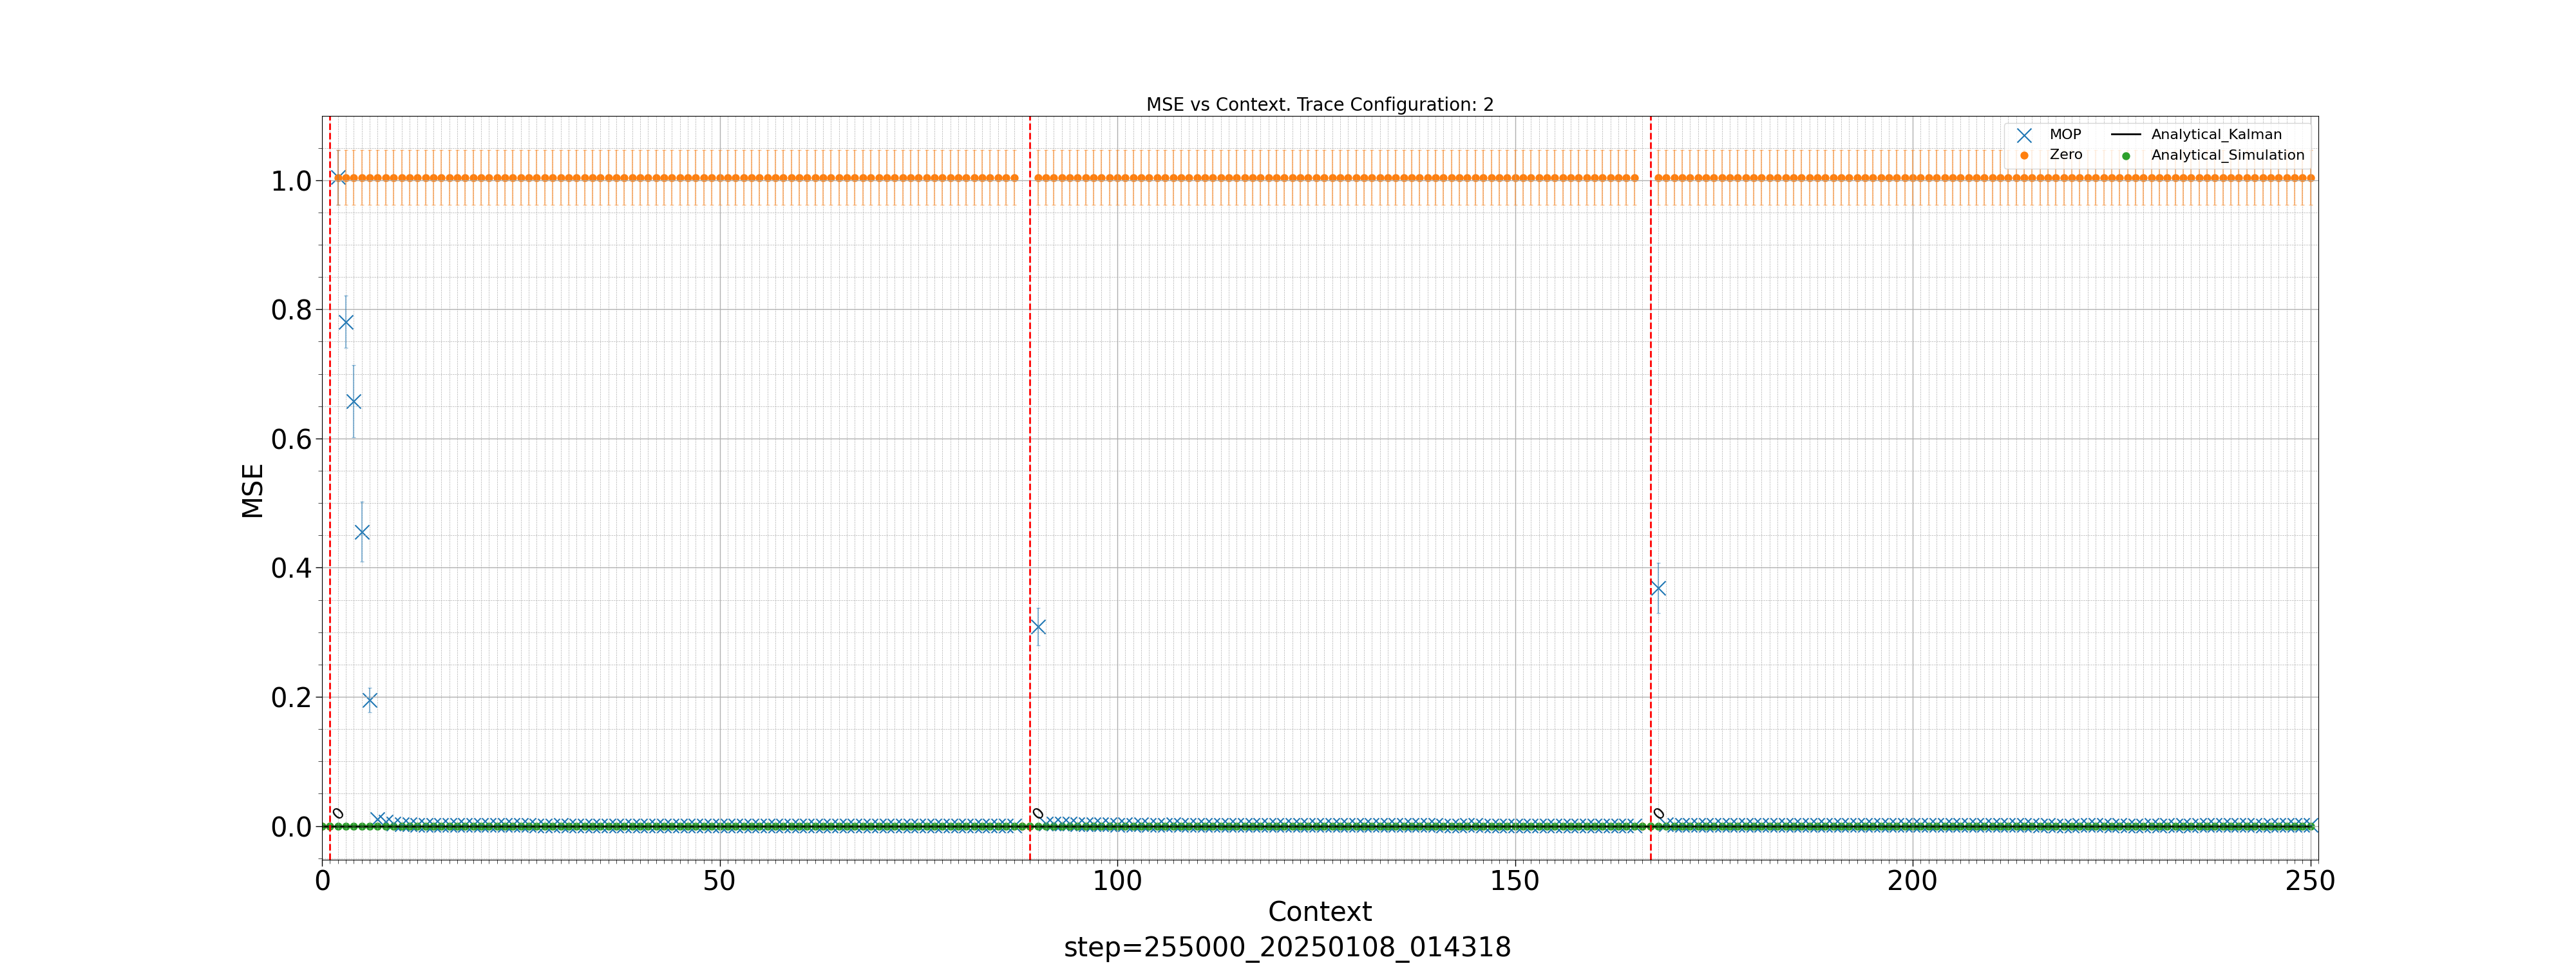 MSE vs Context. Trace Configuration: 2
MOP
Zero
Analytical_Kalman
Analytical_Simulation
1.0
0.8
0.6
0.4
0.2
0.0
MSE
0
0
0
0
50
100
150
200
250
Context
step=255000_20250108_014318